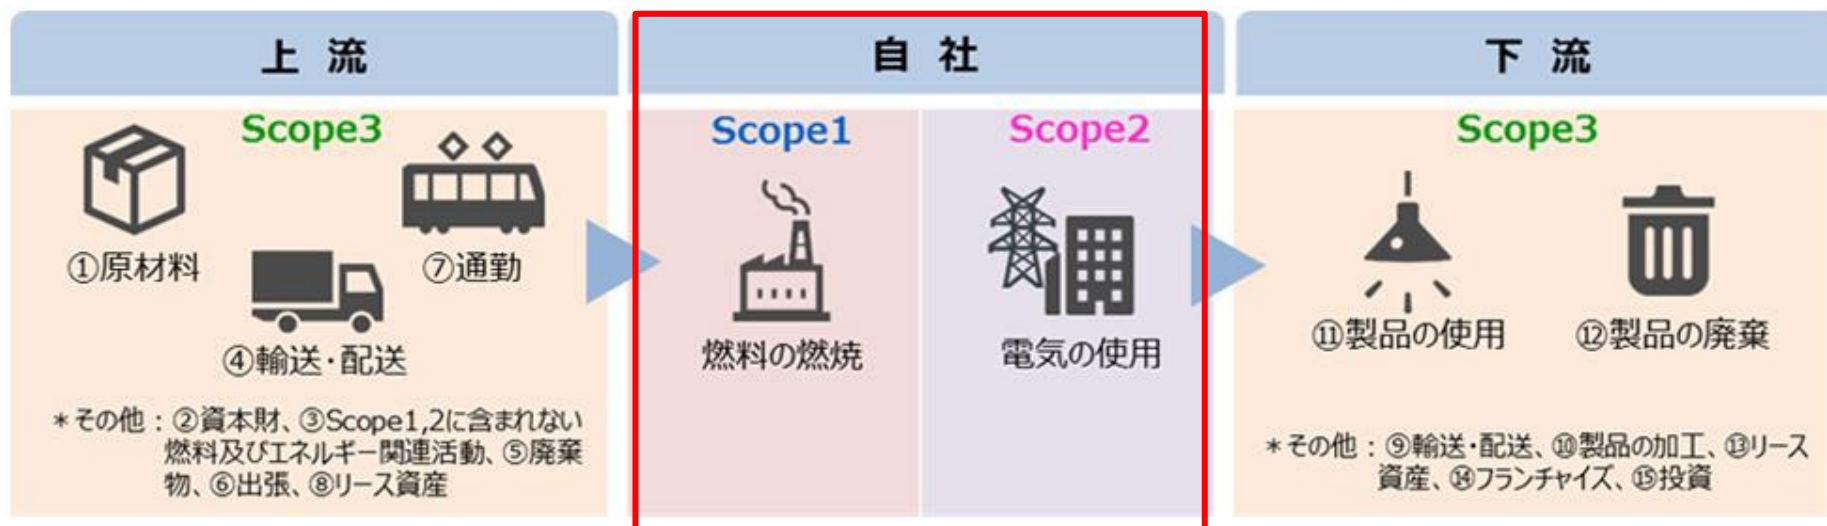 上 流
Scope3
①原材料
⑦通勤
④輸送・配送
＊その他：②資本財、③Scope1,2に含まれない
燃料及びエネルギー関連活動、⑤廃棄
物、⑥出張、⑧リース資産
自 社
Scope1
燃料の燃焼
Scope2
電気の使用
下 流
Scope3
⑪製品の使用
⑫製品の廃棄
＊その他：⑨輸送・配送、⑩製品の加工、⑬リース
資産、⑭フランチャイズ、⑮投資